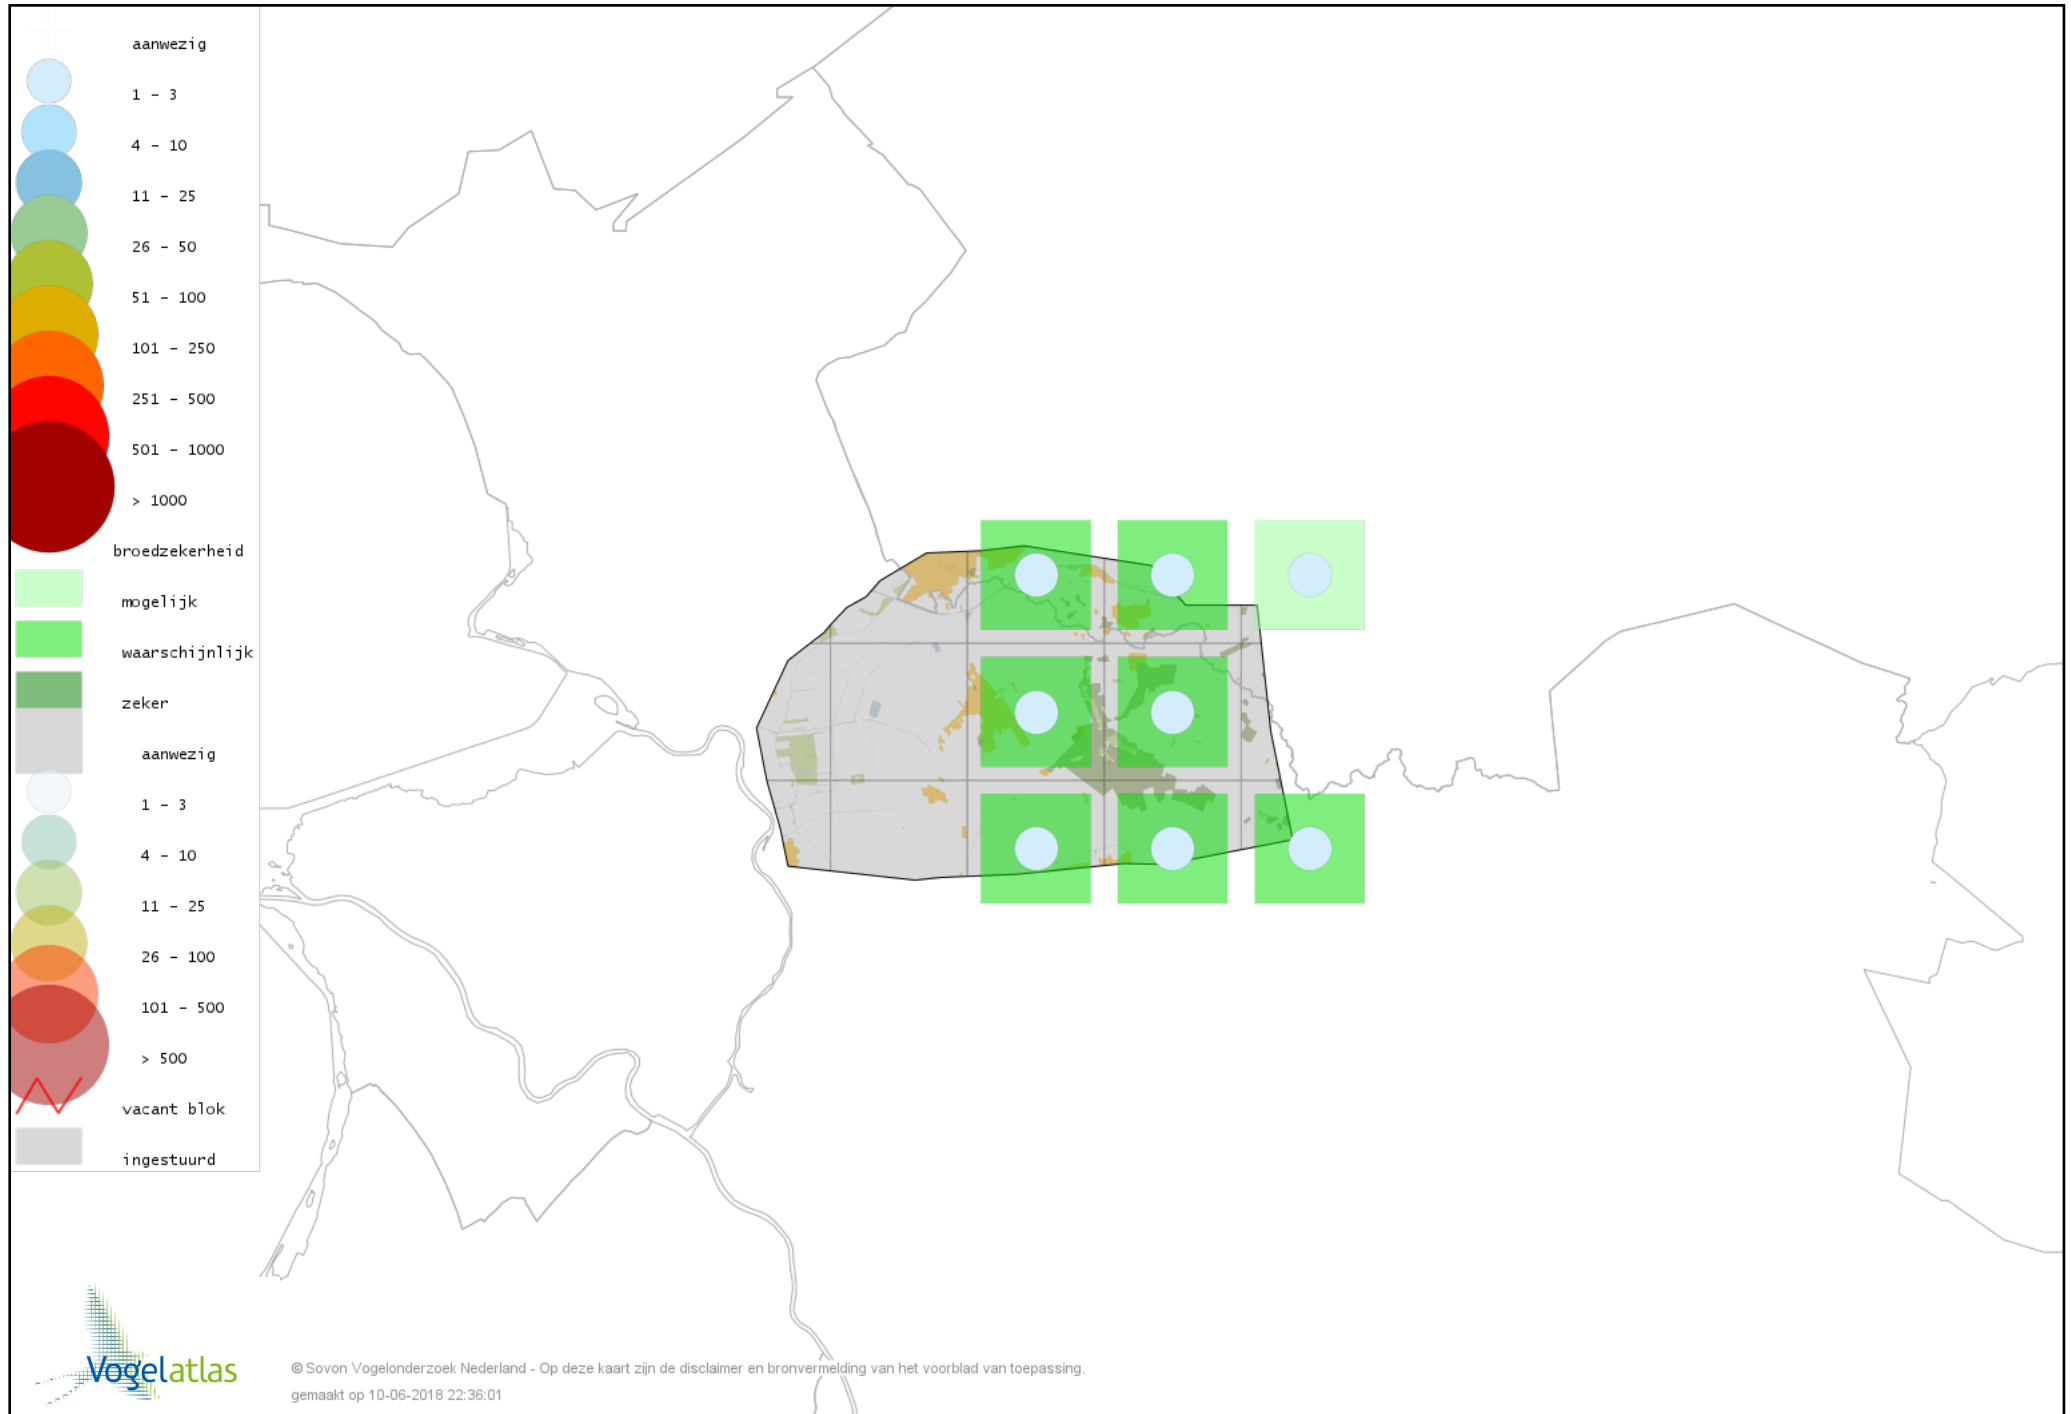 aanwezig
1 - 3
4 - 10
11 - 25
26 - 50
51 - 100
101 - 250
251 - 500
501 - 1000
> 1000
broedzekerheid
mogelijk
waarschijnlijk
zeker
aanwezig
1 - 3
4 - 10
11 - 25
26 - 100
101 - 500
> 500
vacant blok
ingestuurd
Vogelatlas
© Sovon Vogelonderzoek Nederland - Op deze kaart zijn de disclaimer en bronvermelding van het voorblad van toepassing.
gemaakt op 10-06-2018 22:36:01